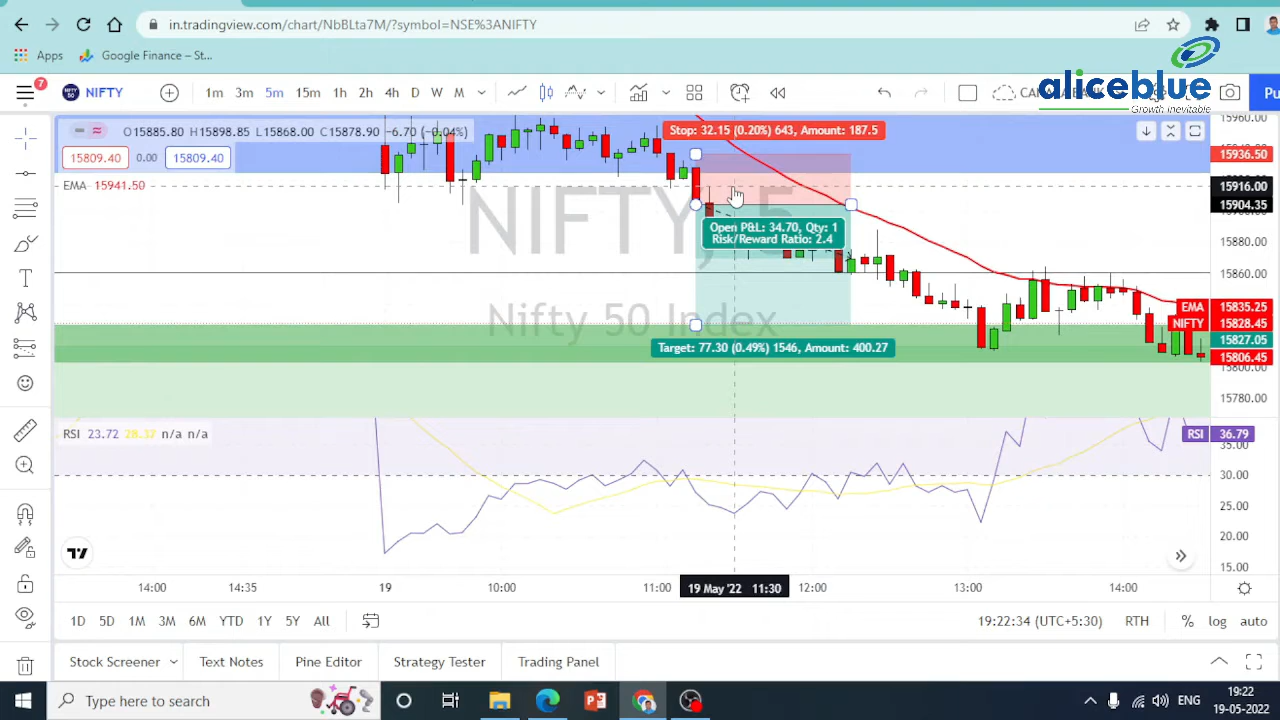 in.tradingview.com/chart/NbBLta7M/?symbol=NSE%3ANIFTY
Apps Google Finance – St...
aliceblue
Growth inevitable
7 NIFTY 1m 3m 5m 15m 1h 2h 4h D W M
O15885.80 H15898.85 L15868.00 C15878.90 -6.70 (-0.04%)
15809.40 0.00 15809.40
EMA 15941.50
Stop: 32.15 (0.20%) 643, Amount: 187.5
NIFTY, 5
Nifty 50 Index
Open P&L: 34.70, Qty: 1
Risk/Reward Ratio: 2.4
Target: 77.30 (0.49%) 1546, Amount: 400.27
15960.00
15936.50
15916.00
15904.35
15880.00
15860.00
EMA 15835.25
NIFTY 15828.45
15827.05
15806.45
15800.00
15780.00
RSI 23.72 28.37 n/a n/a
RSI 36.79
35.00
30.00
25.00
20.00
15.00
14:00 14:35 19 10:00 11:00 19 May '22 11:30 12:00 13:00 14:00
1D 5D 1M 3M 6M YTD 1Y 5Y All 19:22:34 (UTC+5:30) RTH % log auto
Stock Screener Text Notes Pine Editor Strategy Tester Trading Panel
Type here to search ENG 19:22
19-05-2022